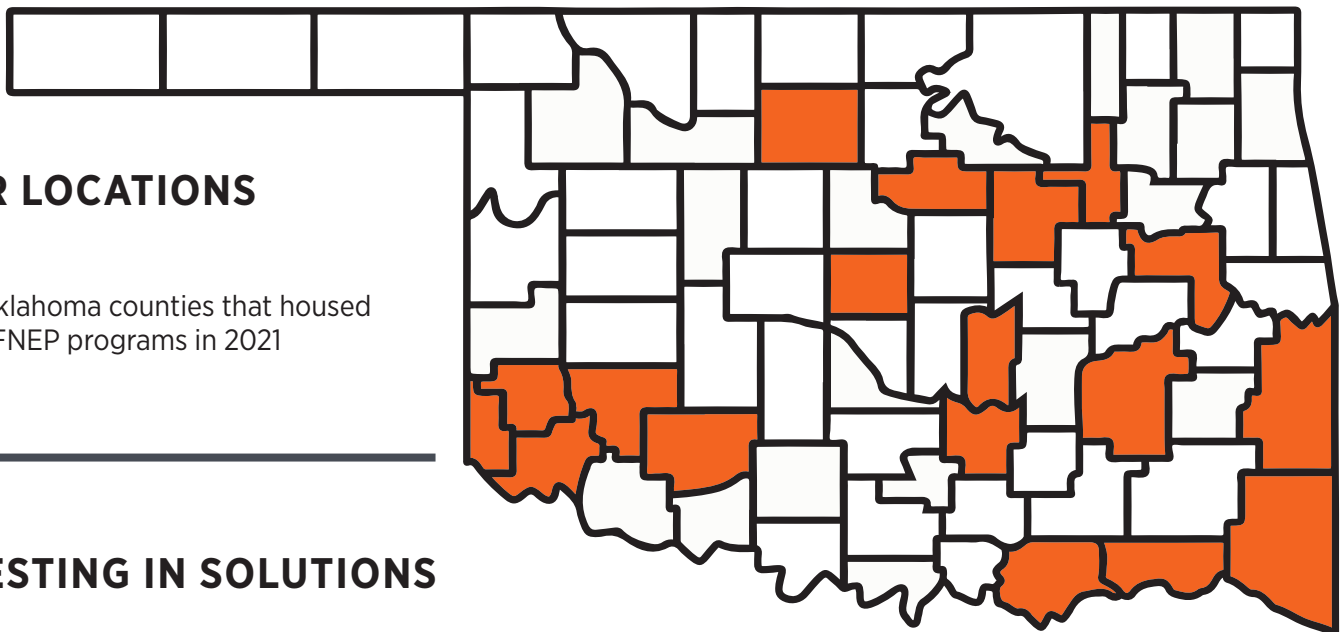 R LOCATIONS
klahoma counties that housed
FNEP programs in 2021
ESTING IN SOLUTIONS